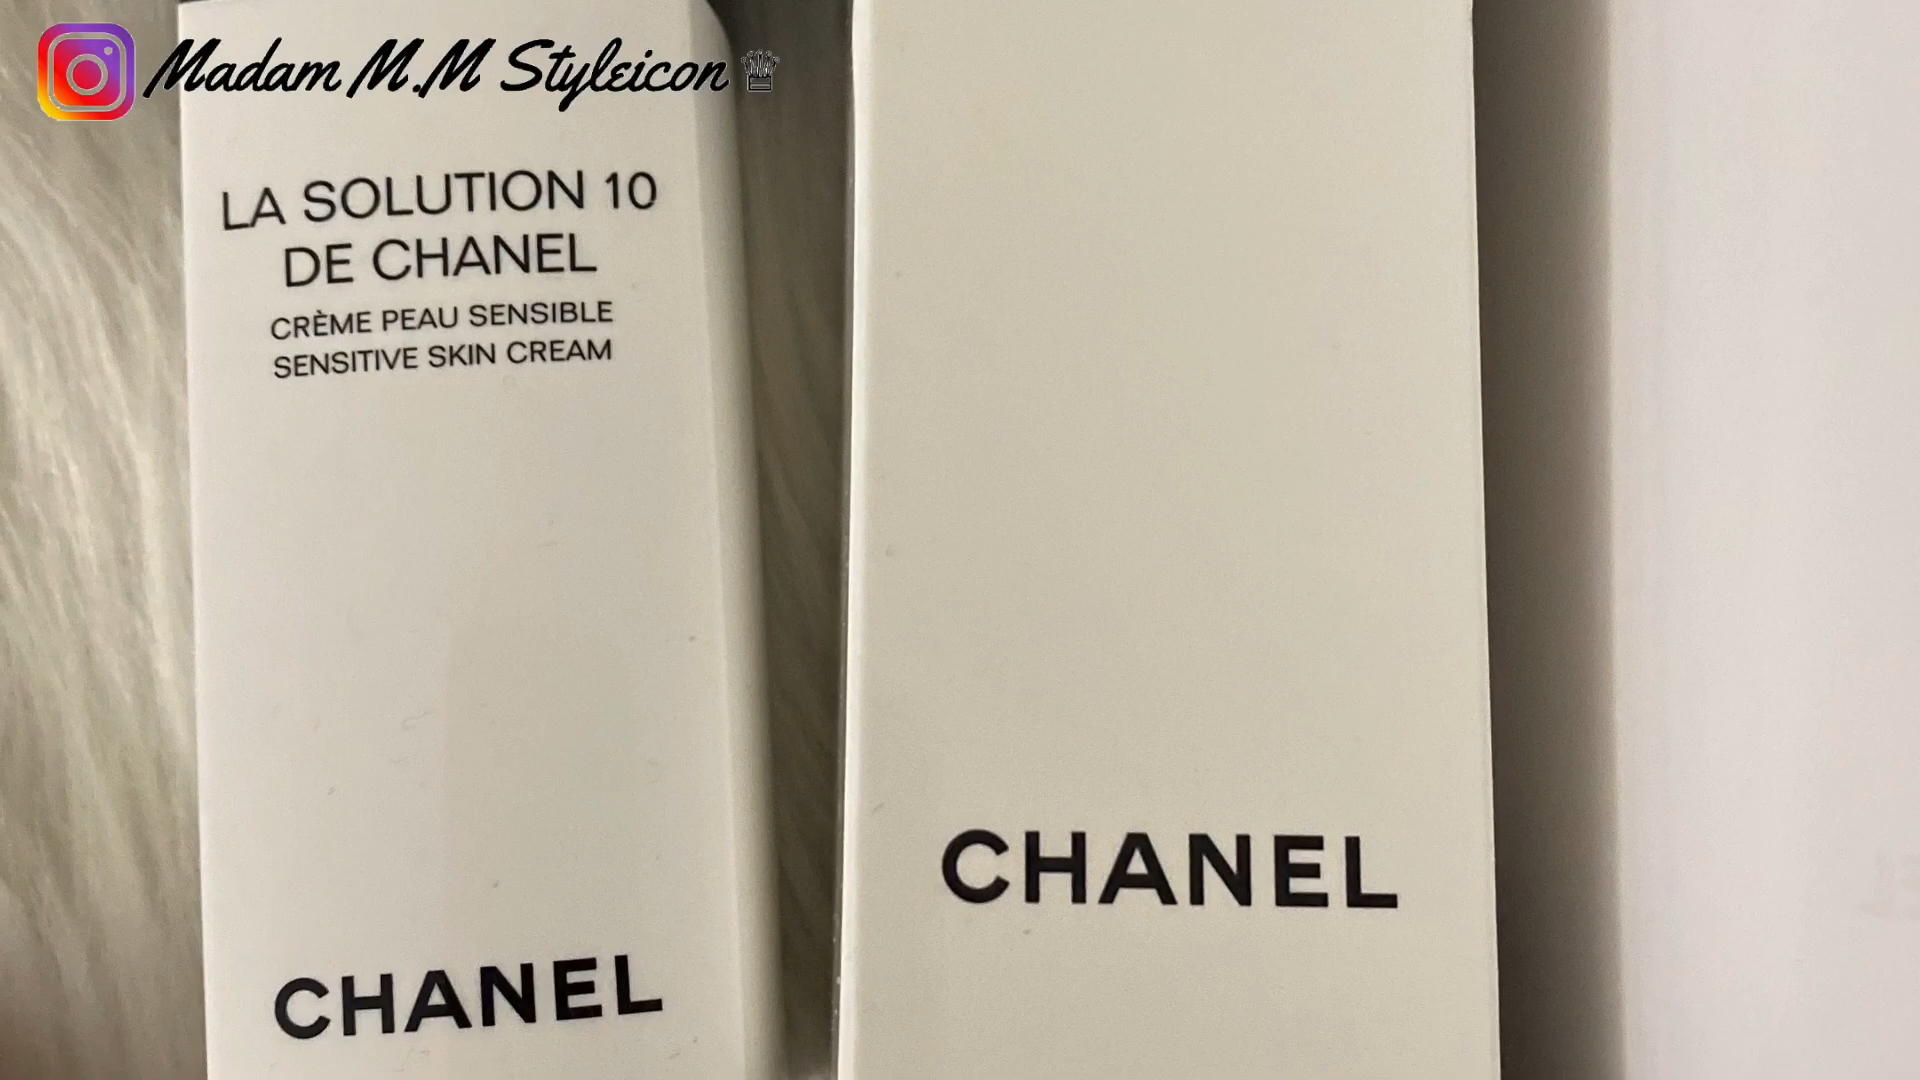 Madam M.M Styleicon
LA SOLUTION 10
DE CHANEL
CRÈME PEAU SENSIBLE
SENSITIVE SKIN CREAM
CHANEL
CHANEL